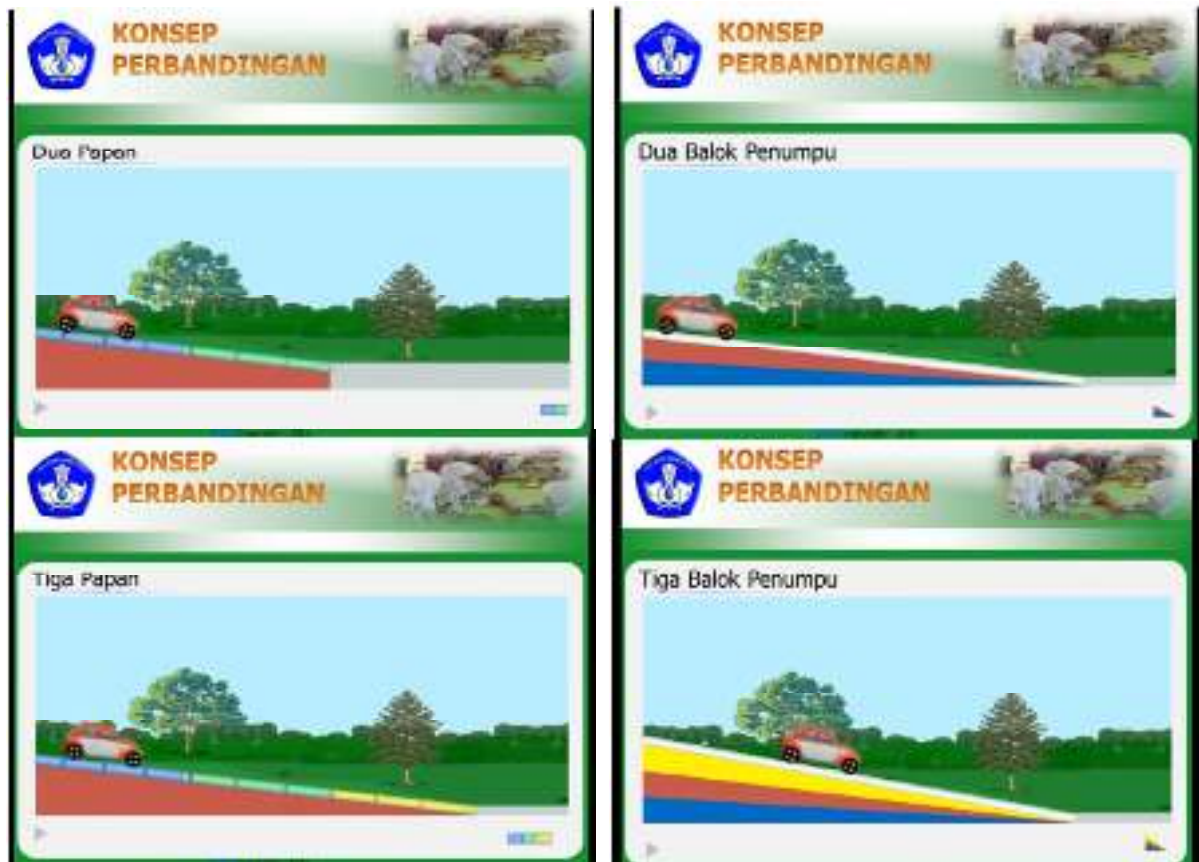 KONSEP
PERBANDINGAN
Dua Papan
KONSEP
PERBANDINGAN
Dua Balok Penumpu
KONSEP
PERBANDINGAN
Tiga Papan
KONSEP
PERBANDINGAN
Tiga Balok Penumpu